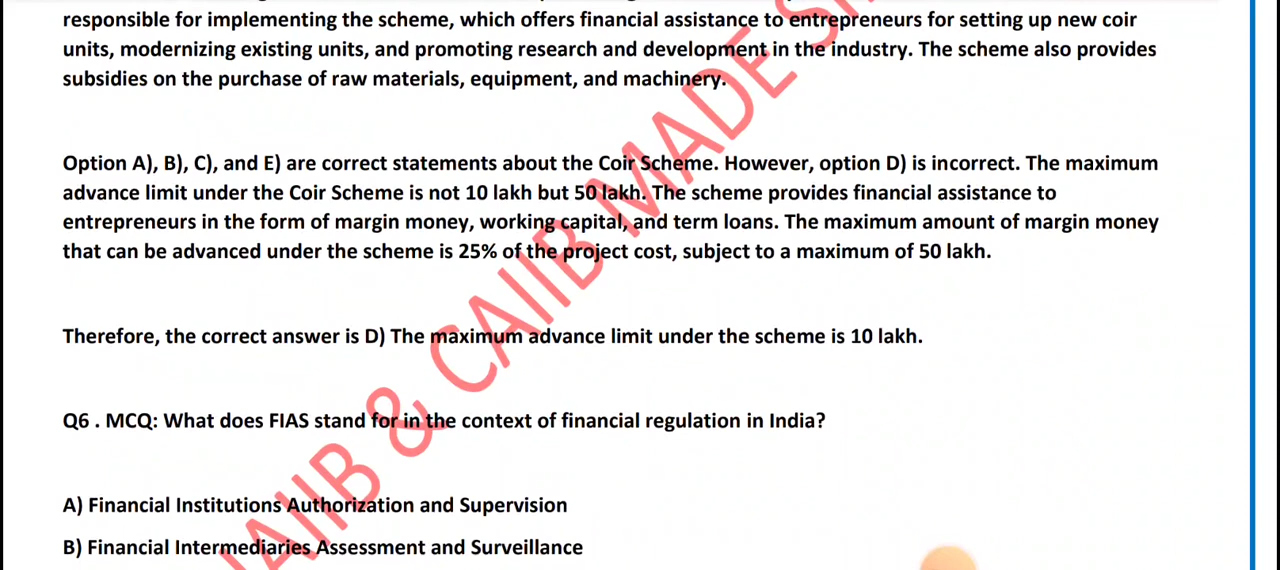 responsible for implementing the scheme, which offers financial assistance to entrepreneurs for setting up new coir
units, modernizing existing units, and promoting research and development in the industry. The scheme also provides
subsidies on the purchase of raw materials, equipment, and machinery.
Option A), B), C), and E) are correct statements about the Coir Scheme. However, option D) is incorrect. The maximum
advance limit under the Coir Scheme is not 10 lakh but 50 lakh. The scheme provides financial assistance to
entrepreneurs in the form of margin money, working capital, and term loans. The maximum amount of margin money
that can be advanced under the scheme is 25% of the project cost, subject to a maximum of 50 lakh.
Therefore, the correct answer is D) The maximum advance limit under the scheme is 10 lakh.
Q6 . MCQ: What does FIAS stand for in the context of financial regulation in India?
A) Financial Institutions Authorization and Supervision
B) Financial Intermediaries Assessment and Surveillance
JAIIB & CAIIB MADE